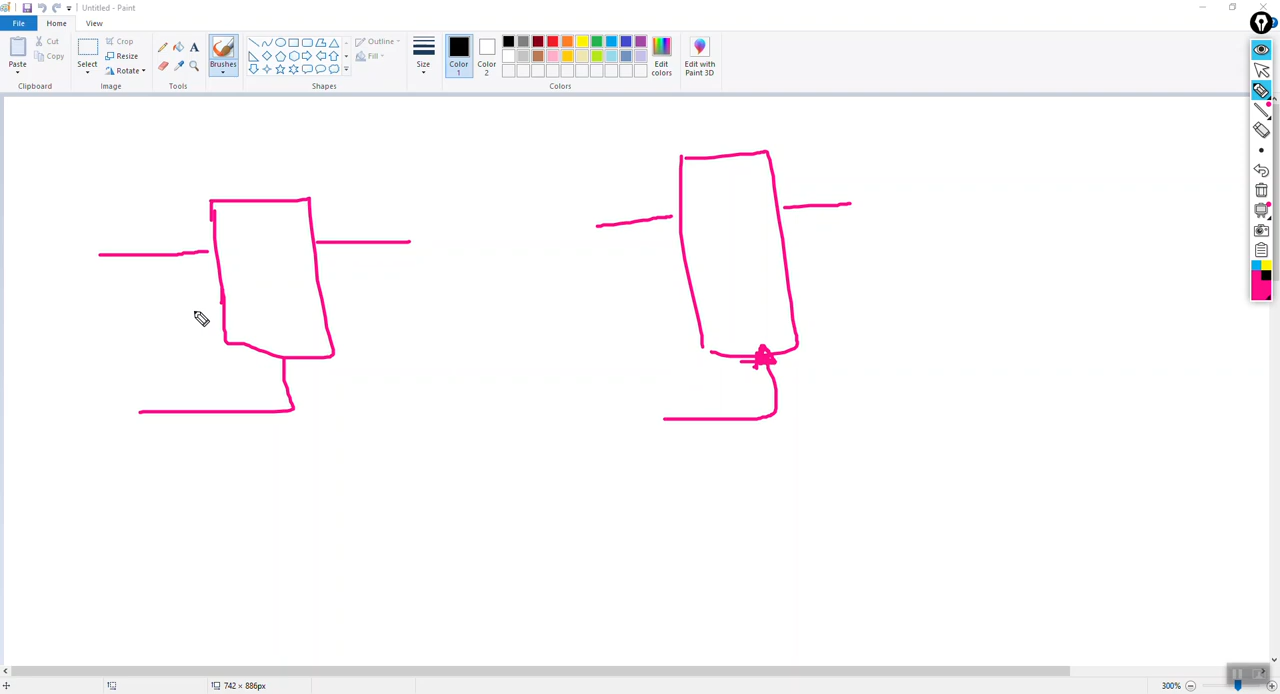 Untitled - Paint
File Home View
Paste
Cut
Copy
Clipboard
Select
Crop
Resize
Rotate
Image
A
Tools
Brushes
Outline
Fill
Shapes
Size
Color 1
Color 2
Edit colors
Colors
Edit with Paint 3D
742 × 886px
300%